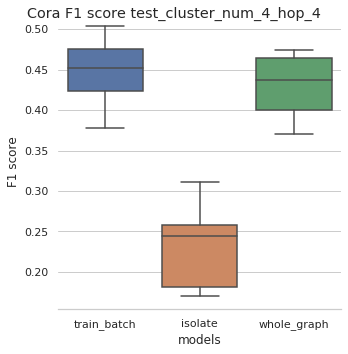 Cora F1 score test_cluster_num_4_hop_4
0.50
0.45
0.40
0.35
0.30
0.25
0.20
F1 score
train_batch isolate whole_graph
models